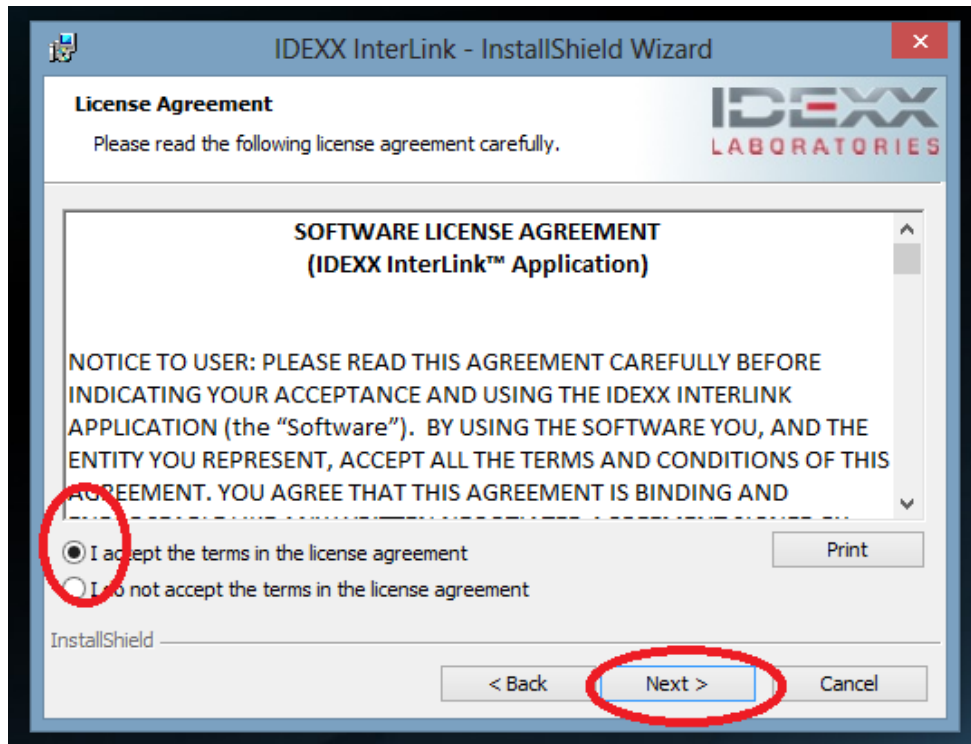 IDEXX InterLink - InstallShield Wizard
License Agreement
Please read the following license agreement carefully.
IDEXX
LABORATORIES
SOFTWARE LICENSE AGREEMENT
(IDEXX InterLink™ Application)
NOTICE TO USER: PLEASE READ THIS AGREEMENT CAREFULLY BEFORE
INDICATING YOUR ACCEPTANCE AND USING THE IDEXX INTERLINK
APPLICATION (the “Software”).  BY USING THE SOFTWARE YOU, AND THE
ENTITY YOU REPRESENT, ACCEPT ALL THE TERMS AND CONDITIONS OF THIS
AGREEMENT. YOU AGREE THAT THIS AGREEMENT IS BINDING AND
I accept the terms in the license agreement
Print
I do not accept the terms in the license agreement
InstallShield
< Back
Next >
Cancel